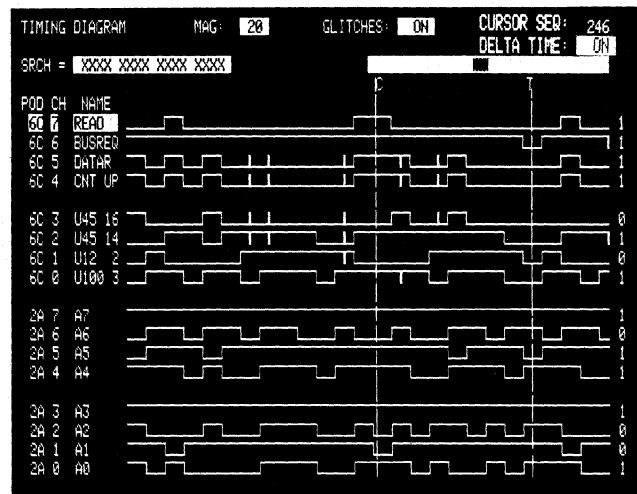 TIMING DIAGRAM MAG: 20 GLITCHES: ON CURSOR SEQ: 246
DELTA TIME: ON
SRCH = XXXX XXXX XXXX XXXX
C T
POD CH NAME
6C 7 READ 1
6C 6 BUSREQ 1
6C 5 DATAR 1
6C 4 CNT UP 1
6C 3 U45 16 0
6C 2 U45 14 1
6C 1 U12 2 0
6C 0 U100 3 1
2A 7 A7 1
2A 6 A6 0
2A 5 A5 1
2A 4 A4 1
2A 3 A3 1
2A 2 A2 0
2A 1 A1 0
2A 0 A0 1